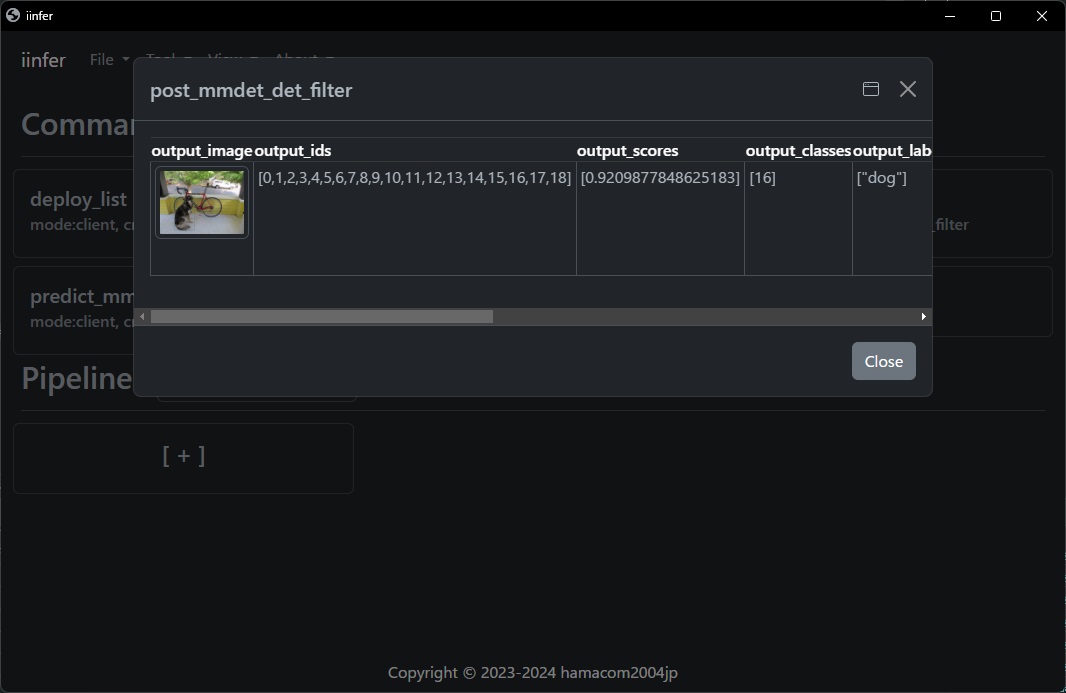 iinfer
iinfer File Tool View About
post_mmdet_det_filter
Comma
output_image output_ids output_scores output_classes output_lab
[0,1,2,3,4,5,6,7,8,9,10,11,12,13,14,15,16,17,18] [0.9209877848625183] [16] ["dog"]
deploy_list
mode:client, c _filter
predict_mm
mode:client, c
Close
Pipeline
[ + ]
Copyright © 2023-2024 hamacom2004jp